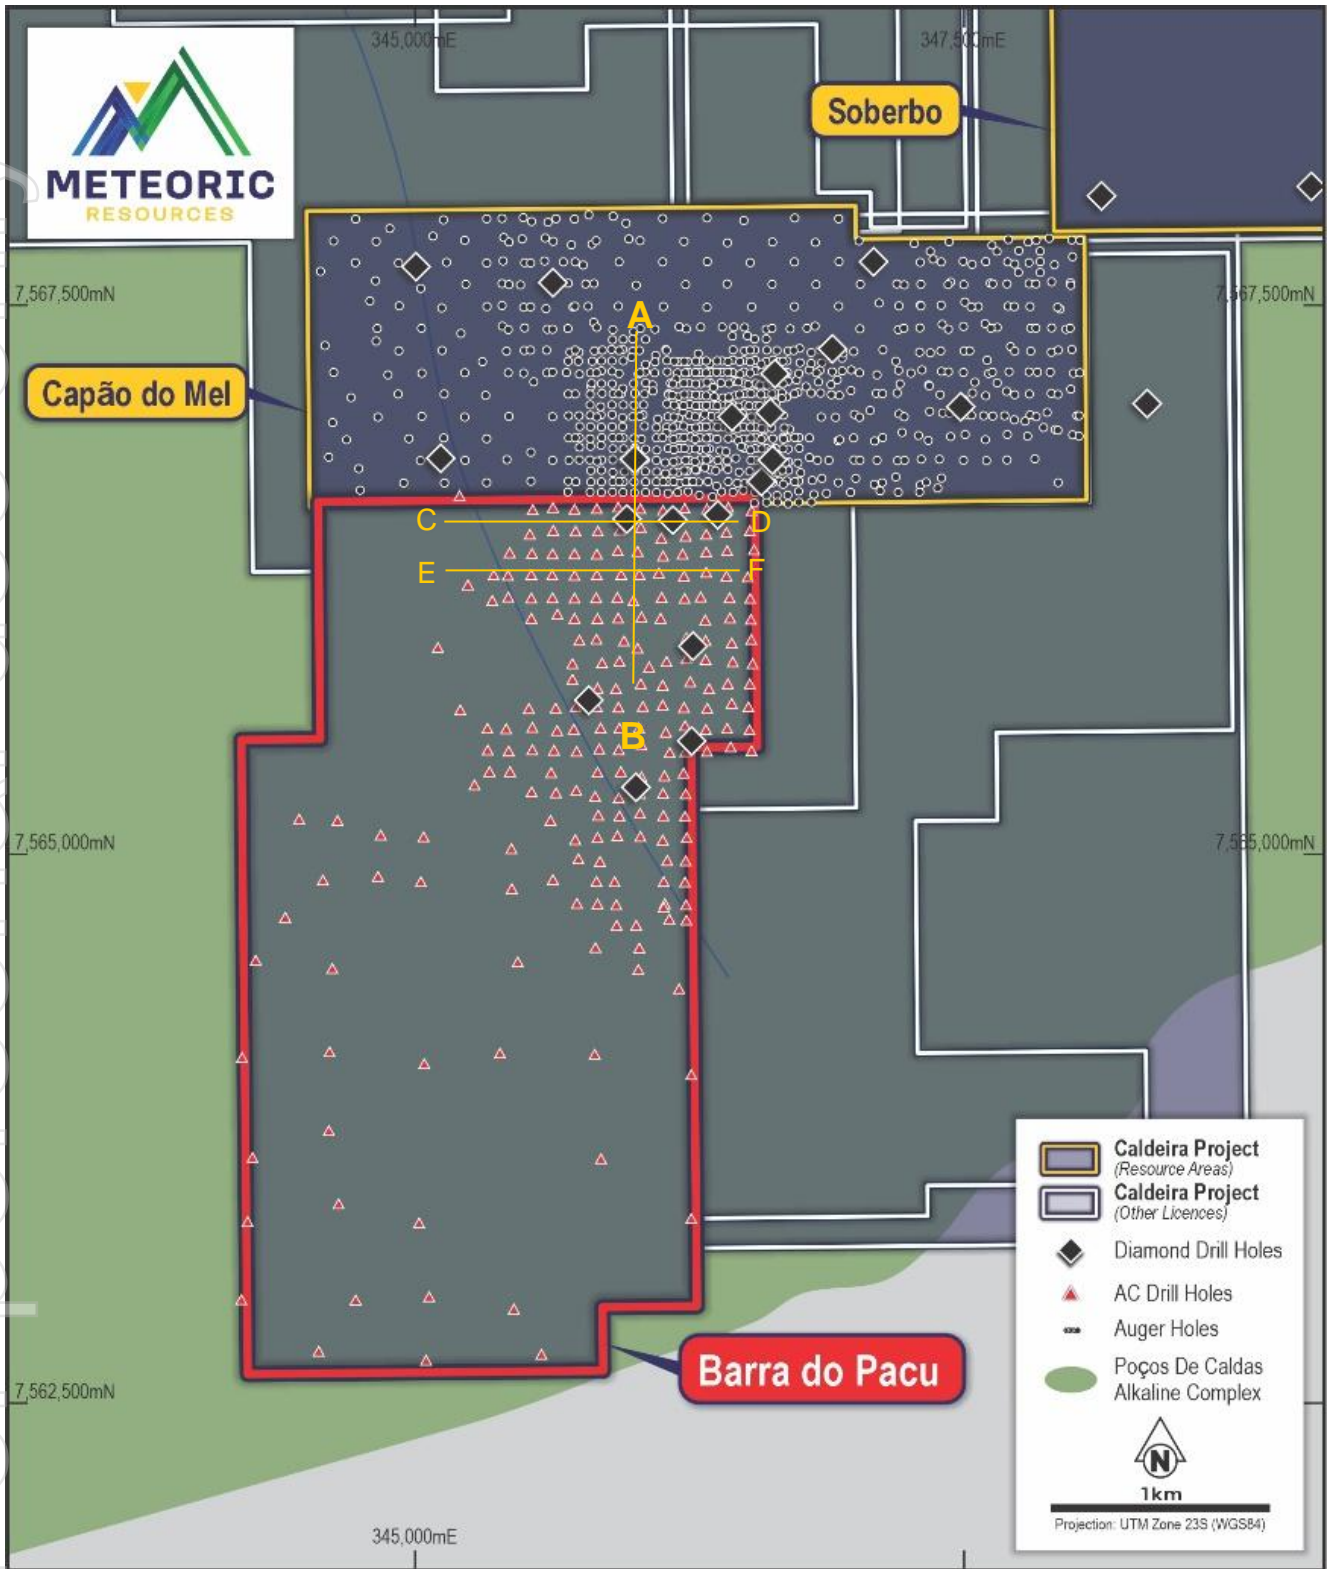 345,000mE
347,500mE
METEORIC
RESOURCES
Soberbo
7,567,500mN
7,567,500mN
A
Capão do Mel
C
D
E
F
B
7,565,000mN
7,565,000mN
Caldeira Project
(Resource Areas)
Caldeira Project
(Other Licences)
Diamond Drill Holes
AC Drill Holes
Auger Holes
Poços De Caldas
Alkaline Complex
N
1km
Projection: UTM Zone 23S (WGS84)
Barra do Pacu
7,562,500mN
345,000mE